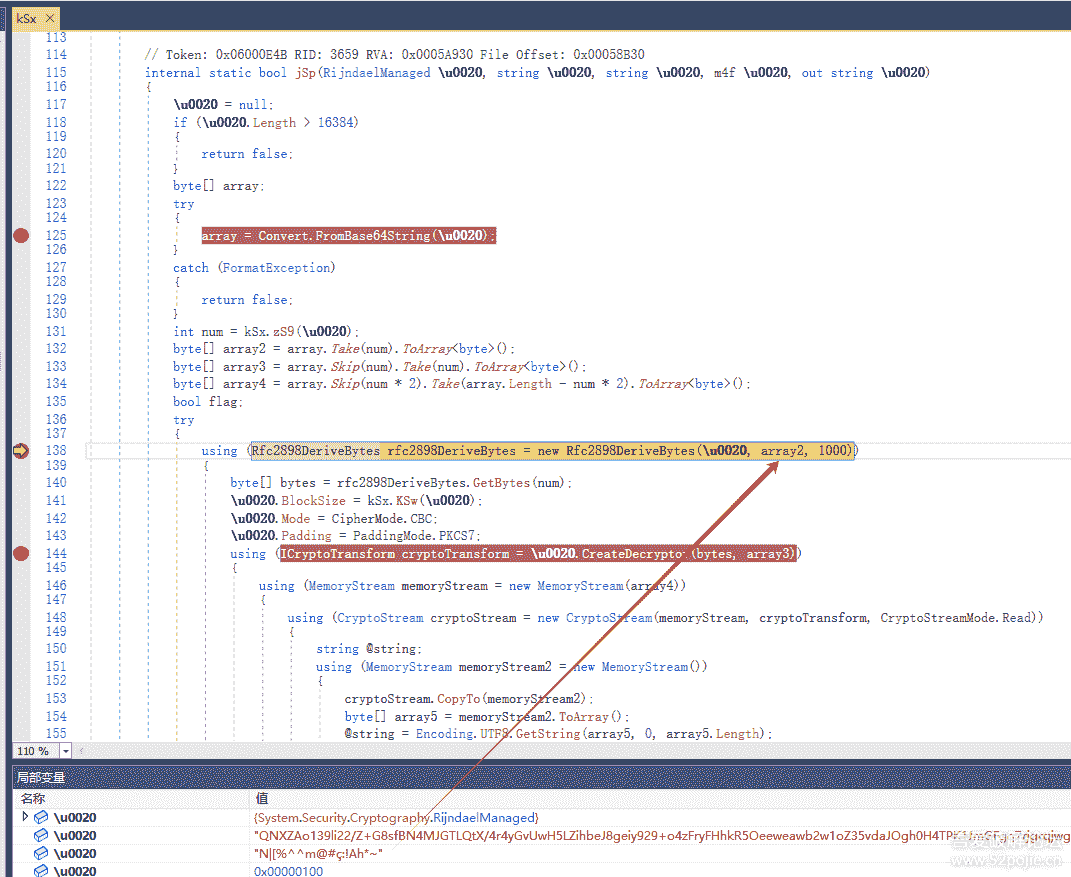 kSx ×
113
114 // Token: 0x06000E4B RID: 3659 RVA: 0x0005A930 File Offset: 0x00058B30
115 internal static bool jSp(RijndaelManaged \u0020, string \u0020, string \u0020, m4f \u0020, out string \u0020)
116 {
117 \u0020 = null;
118 if (\u0020.Length > 16384)
119 {
120 return false;
121 }
122 byte[] array;
123 try
124 {
125 array = Convert.FromBase64String(\u0020);
126 }
127 catch (FormatException)
128 {
129 return false;
130 }
131 int num = kSx.zS9(\u0020);
132 byte[] array2 = array.Take(num).ToArray<byte>();
133 byte[] array3 = array.Skip(num).Take(num).ToArray<byte>();
134 byte[] array4 = array.Skip(num * 2).Take(array.Length - num * 2).ToArray<byte>();
135 bool flag;
136 try
137 {
138 using (Rfc2898DeriveBytes rfc2898DeriveBytes = new Rfc2898DeriveBytes(\u0020, array2, 1000))
139 {
140 byte[] bytes = rfc2898DeriveBytes.GetBytes(num);
141 \u0020.BlockSize = kSx.KSw(\u0020);
142 \u0020.Mode = CipherMode.CBC;
143 \u0020.Padding = PaddingMode.PKCS7;
144 using (ICryptoTransform cryptoTransform = \u0020.CreateDecrypto (bytes, array3))
145 {
146 using (MemoryStream memoryStream = new MemoryStream(array4))
147 {
148 using (CryptoStream cryptoStream = new CryptoStream(memoryStream, cryptoTransform, CryptoStreamMode.Read))
149 {
150 string @string;
151 using (MemoryStream memoryStream2 = new MemoryStream())
152 {
153 cryptoStream.CopyTo(memoryStream2);
154 byte[] array5 = memoryStream2.ToArray();
155 @string = Encoding.UTF8.GetString(array5, 0, array5.Length);
110 %
局部变量
名称 值
\u0020 {System.Security.Cryptography.RijndaelManaged}
\u0020
\u0020 "N|[%^^m@#ç:!Ah*~"
\u0020 0x00000100
吾爱破解论坛
www.52pojie.cn